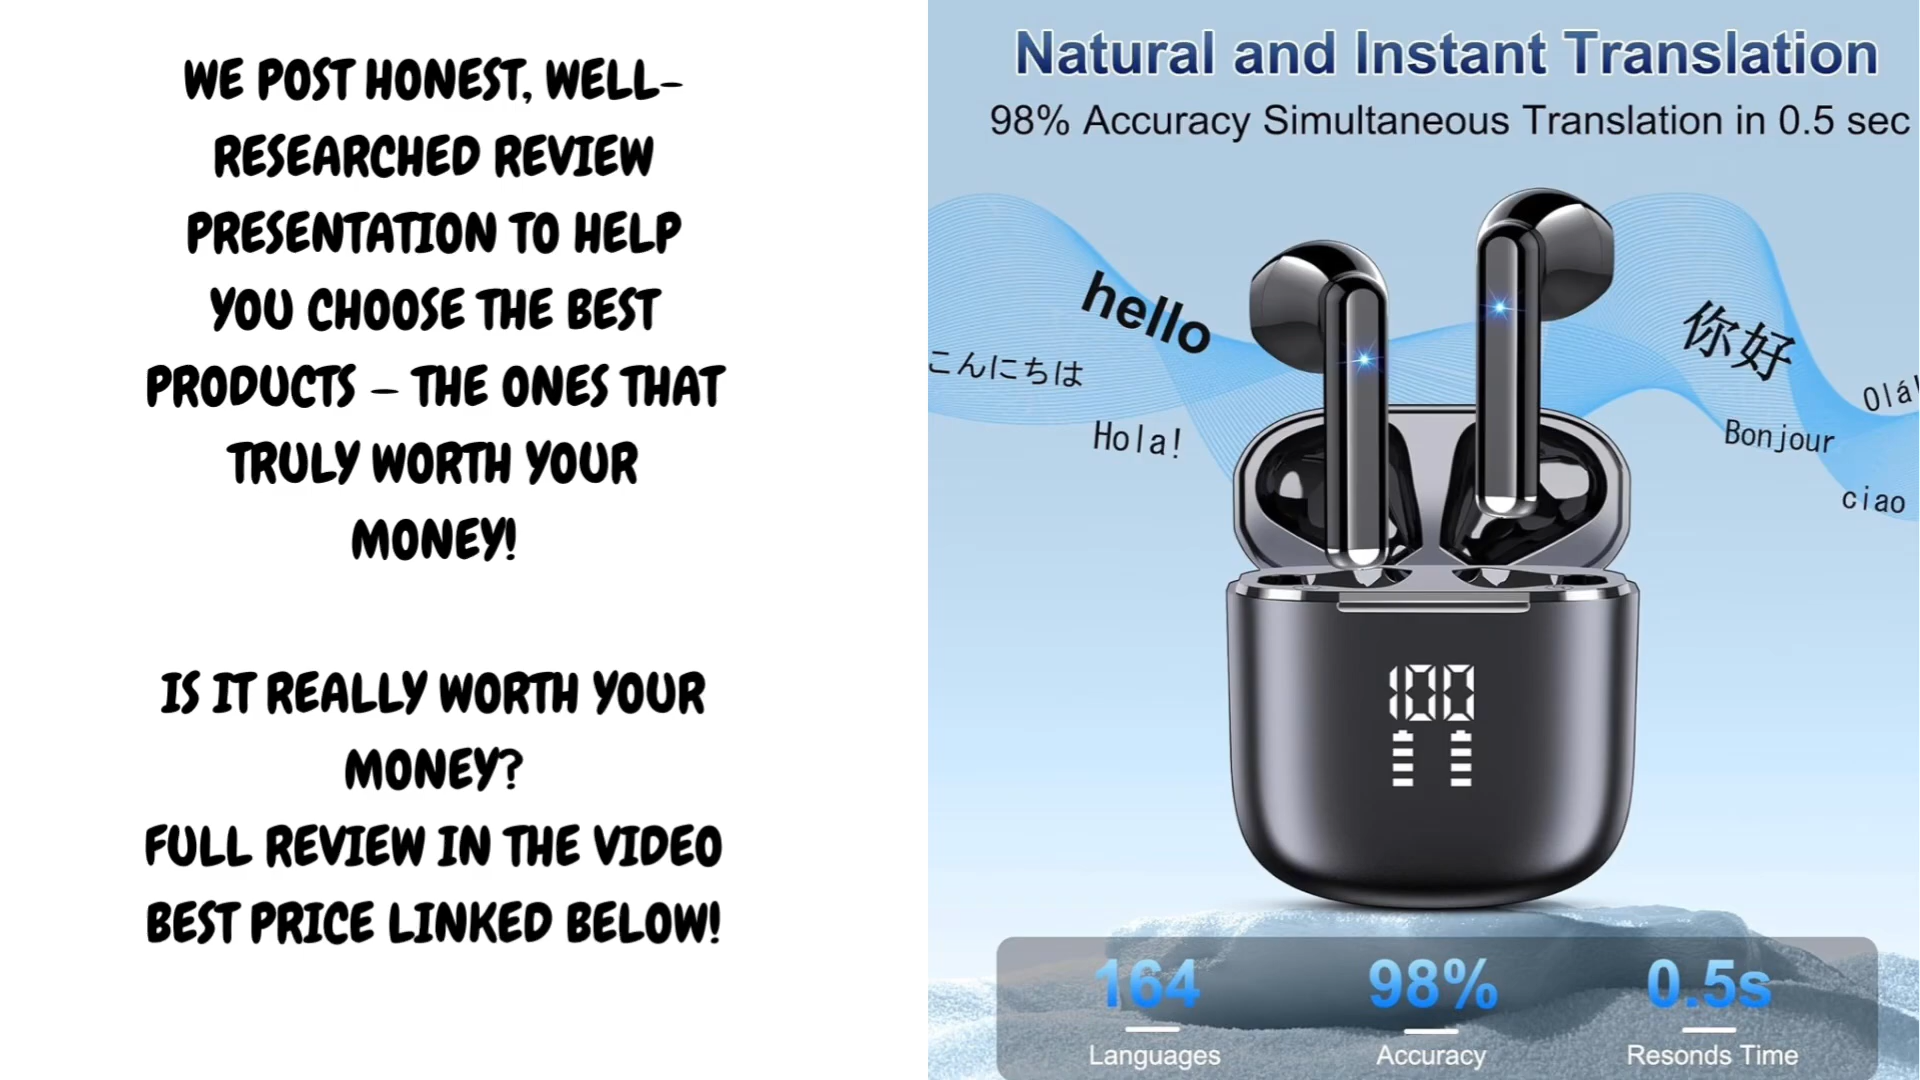 WE POST HONEST, WELL-
RESEARCHED REVIEW
PRESENTATION TO HELP
YOU CHOOSE THE BEST
PRODUCTS – THE ONES THAT
TRULY WORTH YOUR
MONEY!
IS IT REALLY WORTH YOUR
MONEY?
FULL REVIEW IN THE VIDEO
BEST PRICE LINKED BELOW!
Natural and Instant Translation
98% Accuracy Simultaneous Translation in 0.5 sec
hello
こんにちは
Hola!
你好
Olá!
Bonjour
ciao
100
164
Languages
98%
Accuracy
0.5s
Resonds Time